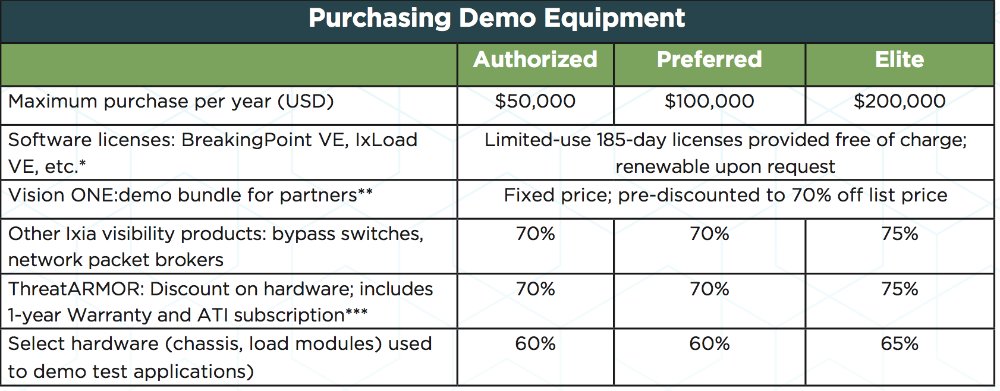 Purchasing Demo Equipment
Authorized Preferred Elite
Maximum purchase per year (USD) $50,000 $100,000 $200,000
Software licenses: BreakingPoint VE, IxLoad
VE, etc.*
Limited-use 185-day licenses provided free of charge;
renewable upon request
Vision ONE:demo bundle for partners** Fixed price; pre-discounted to 70% off list price
Other Ixia visibility products: bypass switches,
network packet brokers
70% 70% 75%
ThreatARMOR: Discount on hardware; includes
1-year Warranty and ATI subscription***
70% 70% 75%
Select hardware (chassis, load modules) used
to demo test applications)
60% 60% 65%